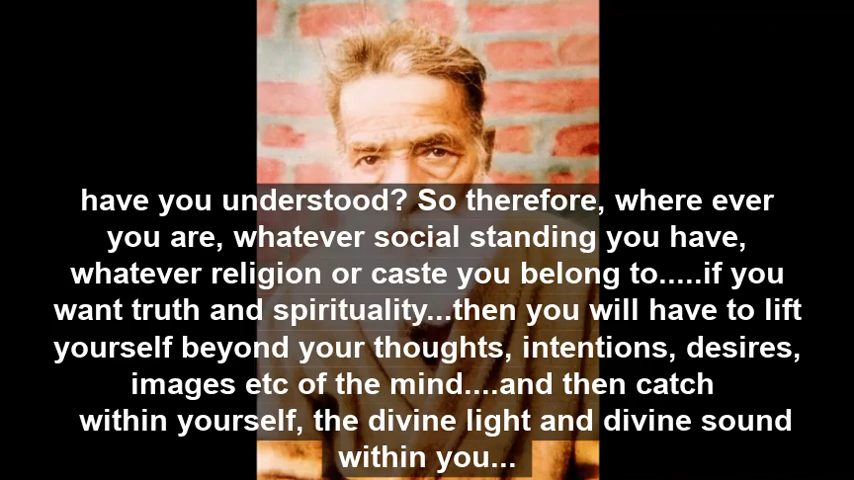 have you understood? So therefore, where ever
you are, whatever social standing you have,
whatever religion or caste you belong to.....if you
want truth and spirituality...then you will have to lift
yourself beyond your thoughts, intentions, desires,
images etc of the mind....and then catch
within yourself, the divine light and divine sound
within you...